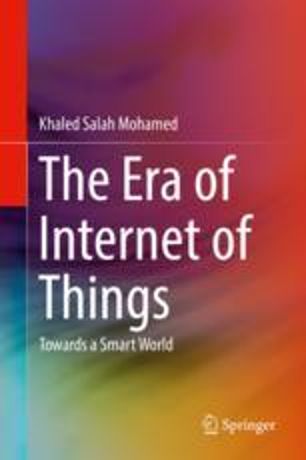 Khaled Salah Mohamed
The Era of
Internet of
Things
Towards a Smart World
Springer